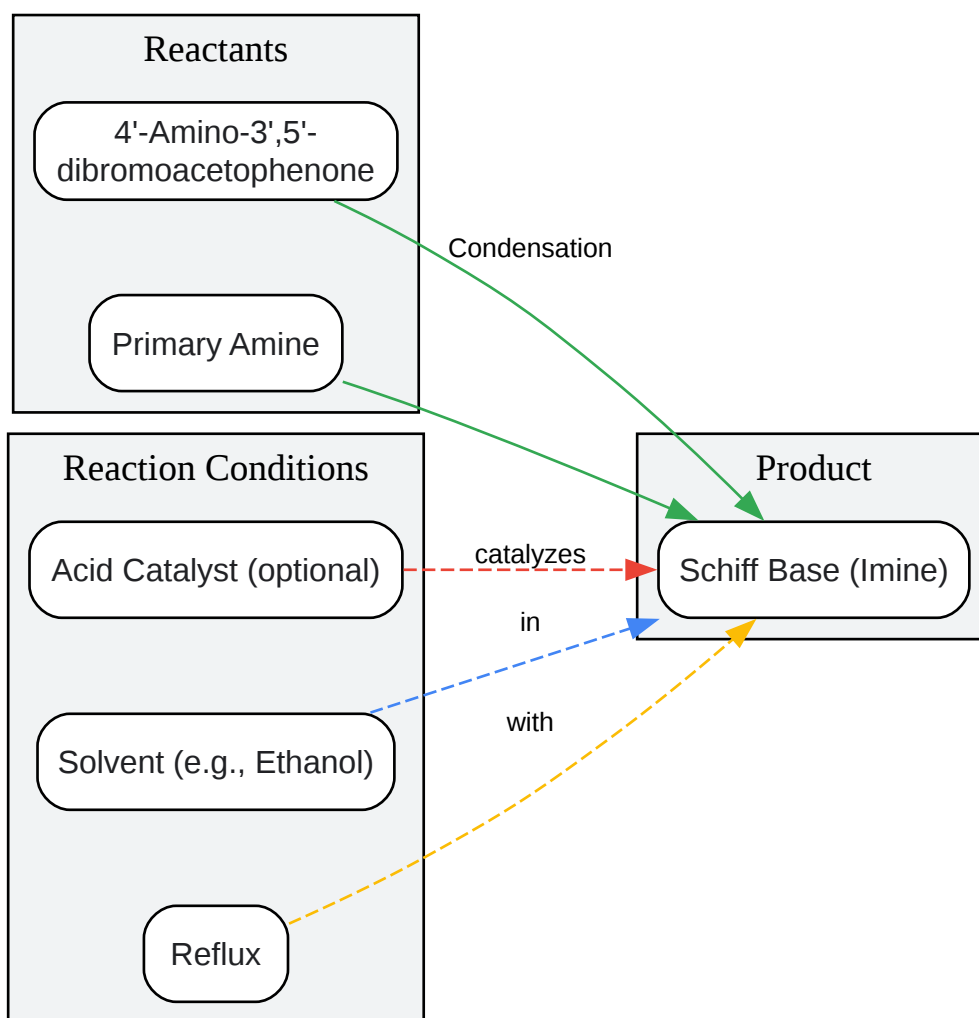 Reactants
4'-Amino-3',5'-
dibromoacetophenone
Condensation
Primary Amine
Reaction Conditions
Product
Acid Catalyst (optional)
catalyzes
Schiff Base (Imine)
in
with
Solvent (e.g., Ethanol)
Reflux